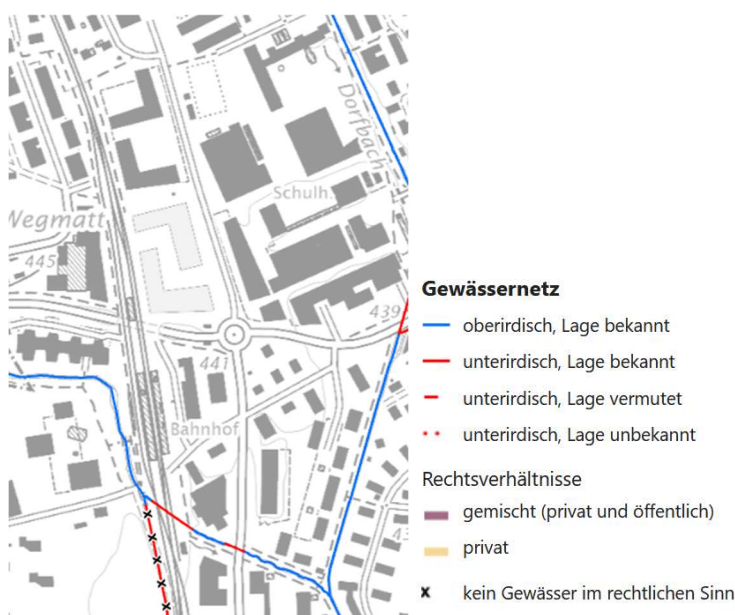 Dorfbach
Schulh.
Wegmatt
445
439
441
Bahnhof
Gewässernetz
oberirdisch, Lage bekannt
unterirdisch, Lage bekannt
unterirdisch, Lage vermutet
unterirdisch, Lage unbekannt
Rechtsverhältnisse
gemischt (privat und öffentlich)
privat
kein Gewässer im rechtlichen Sinn